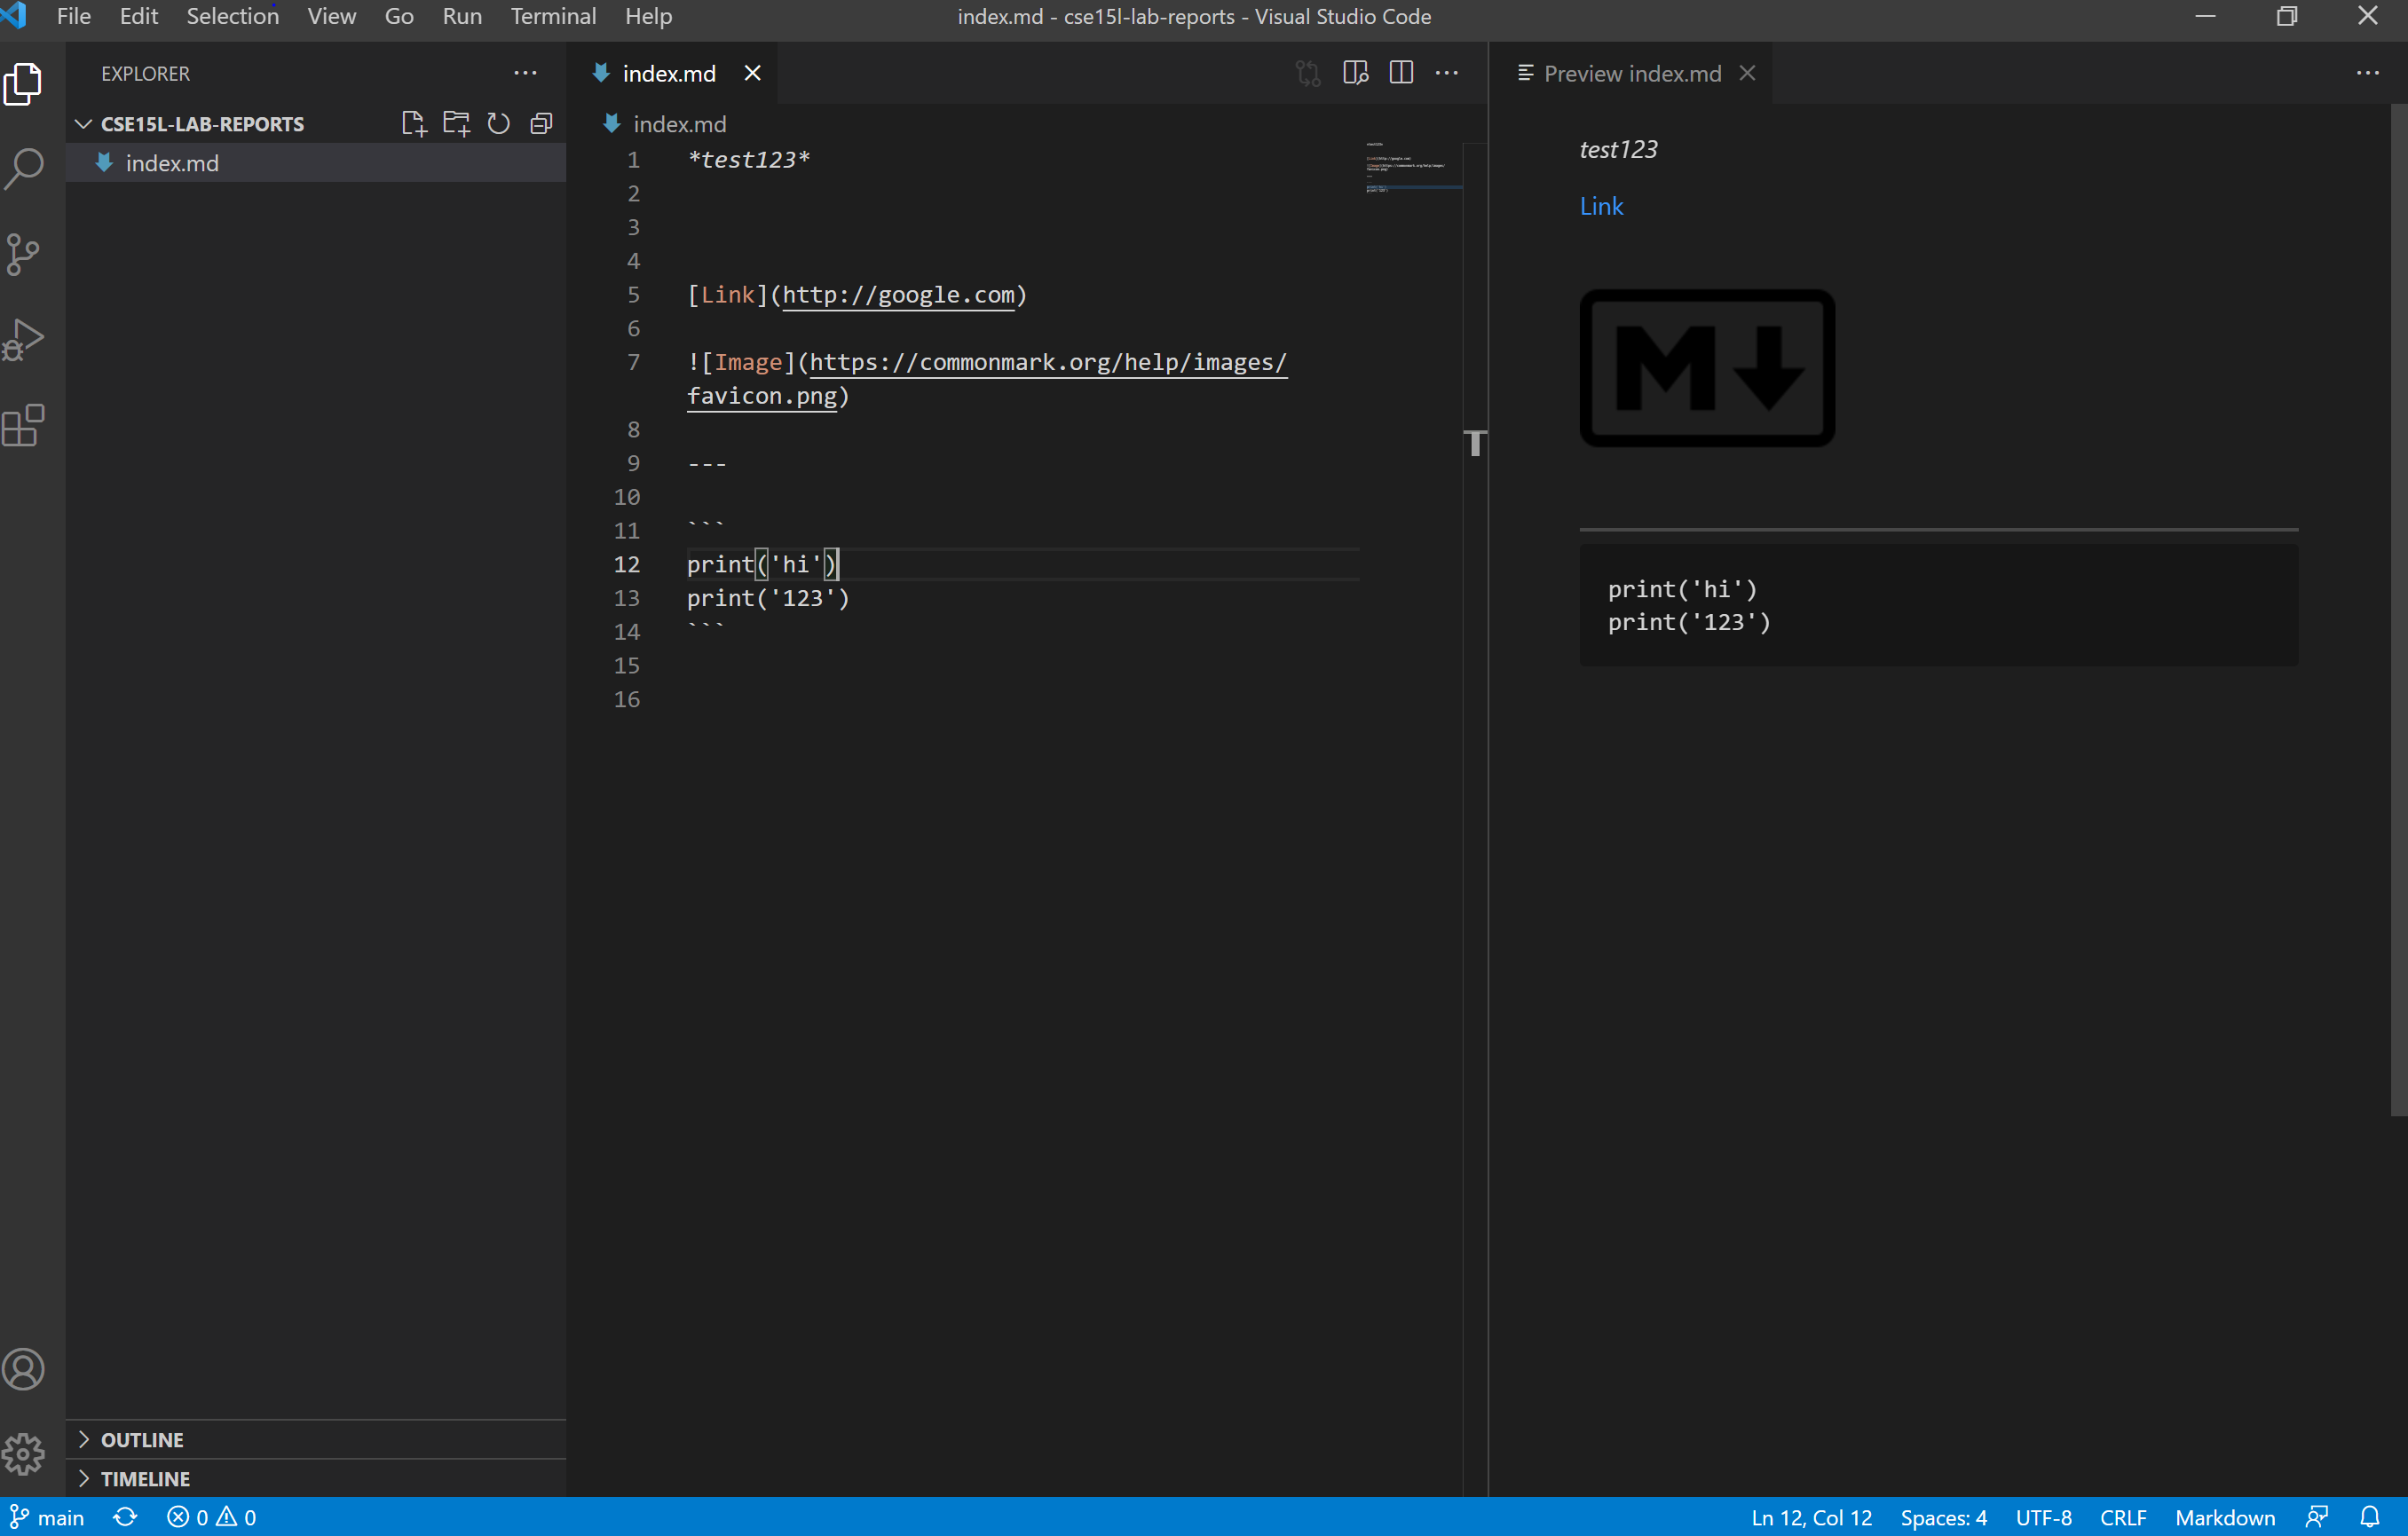 File Edit Selection View Go Run Terminal Help
index.md - cse15l-lab-reports - Visual Studio Code
EXPLORER
CSE15L-LAB-REPORTS
index.md
OUTLINE
TIMELINE
index.md
index.md
1 *test123*
2
3
4
5 [Link](http://google.com)
6
7 ![Image](https://commonmark.org/help/images/
favicon.png)
8
9 ---
10
11 ```
12 print('hi')
13 print('123')
14 ```
15
16
Preview index.md
test123
Link
M
print('hi')
print('123')
main 0 0
Ln 12, Col 12 Spaces: 4 UTF-8 CRLF Markdown